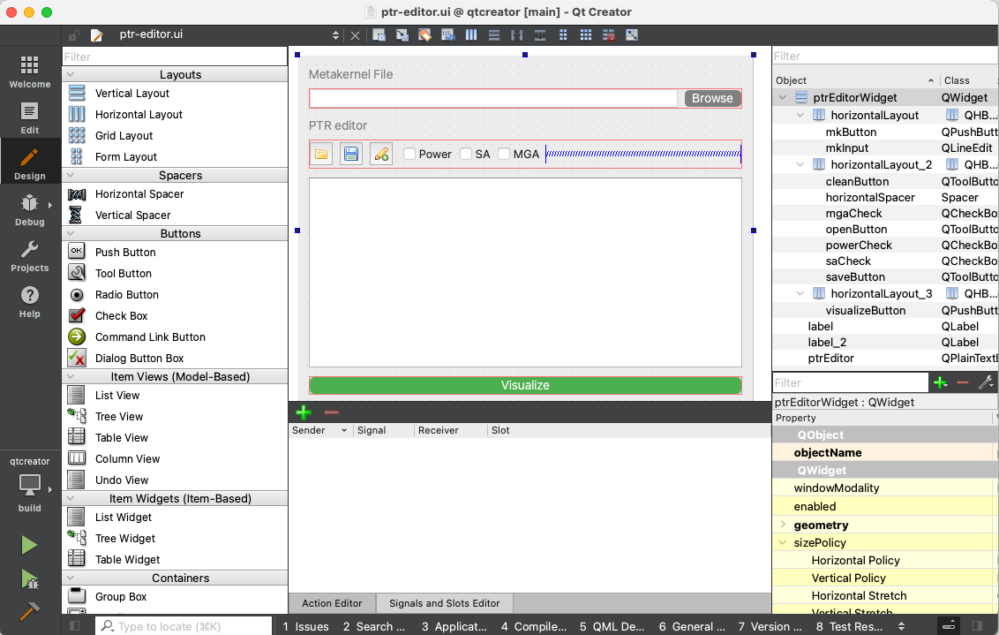 ptr-editor.ui @ qtcreator [main] - Qt Creator
ptr-editor.ui
Welcome
Edit
Design
Debug
Projects
Help
qtcreator
build
Filter
Layouts
Vertical Layout
Horizontal Layout
Grid Layout
Form Layout
Spacers
Horizontal Spacer
Vertical Spacer
Buttons
OK Push Button
Tool Button
Radio Button
Check Box
Command Link Button
Dialog Button Box
Item Views (Model-Based)
List View
Tree View
Table View
Column View
Undo View
Item Widgets (Item-Based)
List Widget
Tree Widget
Table Widget
Containers
Group Box
Metakernel File
Browse
PTR editor
Power SA MGA
Visualize
Sender Signal Receiver Slot
Action Editor Signals and Slots Editor
Filter
Object Class
ptrEditorWidget QWidget
horizontalLayout QHB...
mkButton QPushButt
mkInput QLineEdit
horizontalLayout_2 QHB...
cleanButton QToolButto
horizontalSpacer Spacer
mgaCheck QCheckBo
openButton QToolButto
powerCheck QCheckBo
saCheck QCheckBo
saveButton QToolButto
horizontalLayout_3 QHB...
visualizeButton QPushButt
label QLabel
label_2 QLabel
ptrEditor QPlainTextE
Filter
ptrEditorWidget : QWidget
Property
QObject
objectName
QWidget
windowModality
enabled
geometry
sizePolicy
Horizontal Policy
Vertical Policy
Horizontal Stretch
Vertical Stretch
Type to locate (⌘K) 1 Issues 2 Search ... 3 Applicat... 4 Compile... 5 QML De... 6 General ... 7 Version ... 8 Test Res...